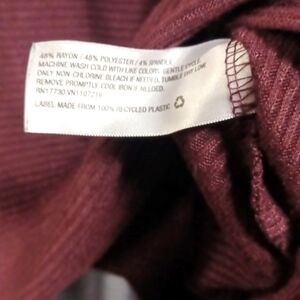 48% RAYON / 48% POLYESTER / 4% SPANDEX
MACHINE WASH COLD WITH LIKE COLORS GENTLE CYCLE.
ONLY NON CHLORINE BLEACH IF NEEDED. TUMBLE DRY LOW.
REMOVE PROMPTLY. COOL IRON IF NEEDED.
RN17730 VN1107219
LABEL MADE FROM 100% RECYCLED PLASTIC